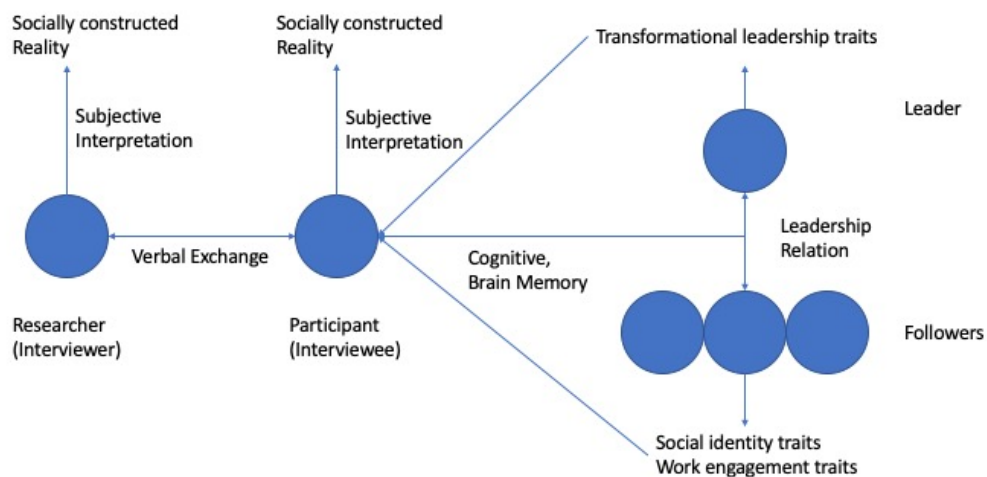 Socially constructed
Reality
Socially constructed
Reality
Transformational leadership traits
Subjective
Interpretation
Subjective
Interpretation
Leader
Verbal Exchange
Cognitive,
Brain Memory
Leadership
Relation
Researcher
(Interviewer)
Participant
(Interviewee)
Followers
Social identity traits
Work engagement traits